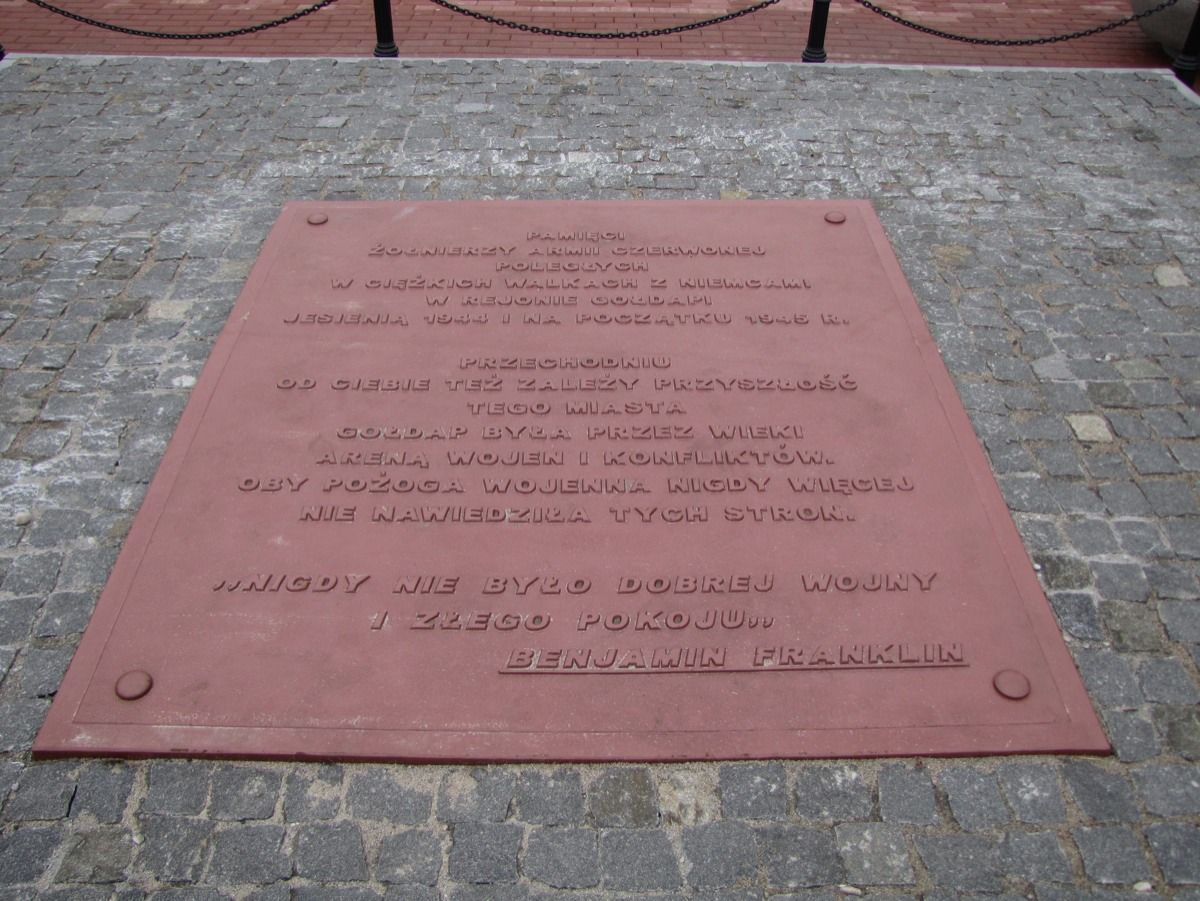 PAMIĘCI
ŻOŁNIERZY ARMII CZERWONEJ
POLEGŁYCH
W CIĘŻKICH WALKACH Z NIEMCAMI
W REJONIE GOŁDAPI
JESIENIĄ 1944 I NA POCZĄTKU 1945 R.
PRZECHODNIU
OD CIEBIE TEŻ ZALEŻY PRZYSZŁOŚĆ
TEGO MIASTA
GOŁDAP BYŁA PRZEZ WIEKI
ARENĄ WOJEN I KONFLIKTÓW.
OBY POŻOGA WOJENNA NIGDY WIĘCEJ
NIE NAWIEDZIŁA TYCH STRON.
„NIGDY NIE BYŁO DOBREJ WOJNY
I ZŁEGO POKOJU„
BENJAMIN FRANKLIN